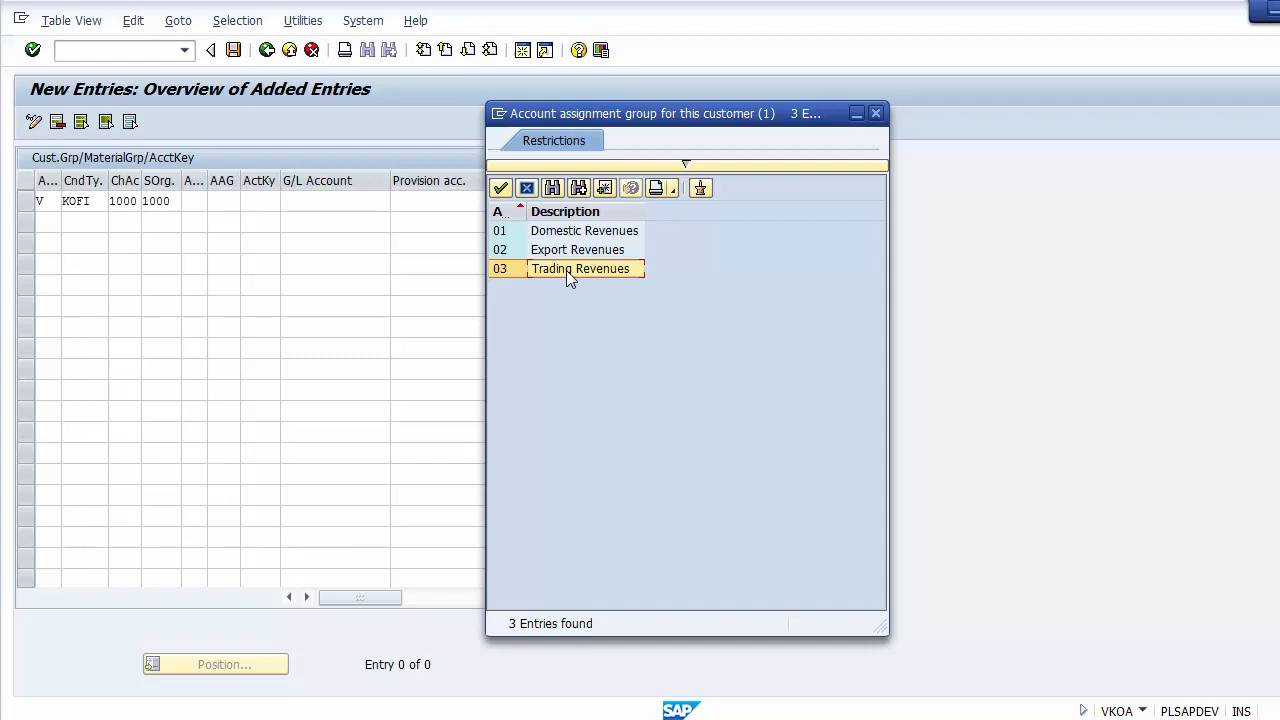 Table View Edit Goto Selection Utilities System Help
New Entries: Overview of Added Entries
Cust.Grp/MaterialGrp/AcctKey
A... CndTy. ChAc SOrg. A... AAG ActKy G/L Account Provision acc.
V KOFI 1000 1000
Account assignment group for this customer (1) 3 E...
Restrictions
A.. Description
01 Domestic Revenues
02 Export Revenues
03 Trading Revenues
3 Entries found
Position... Entry 0 of 0
SAP VKOA PLSAPDEV INS